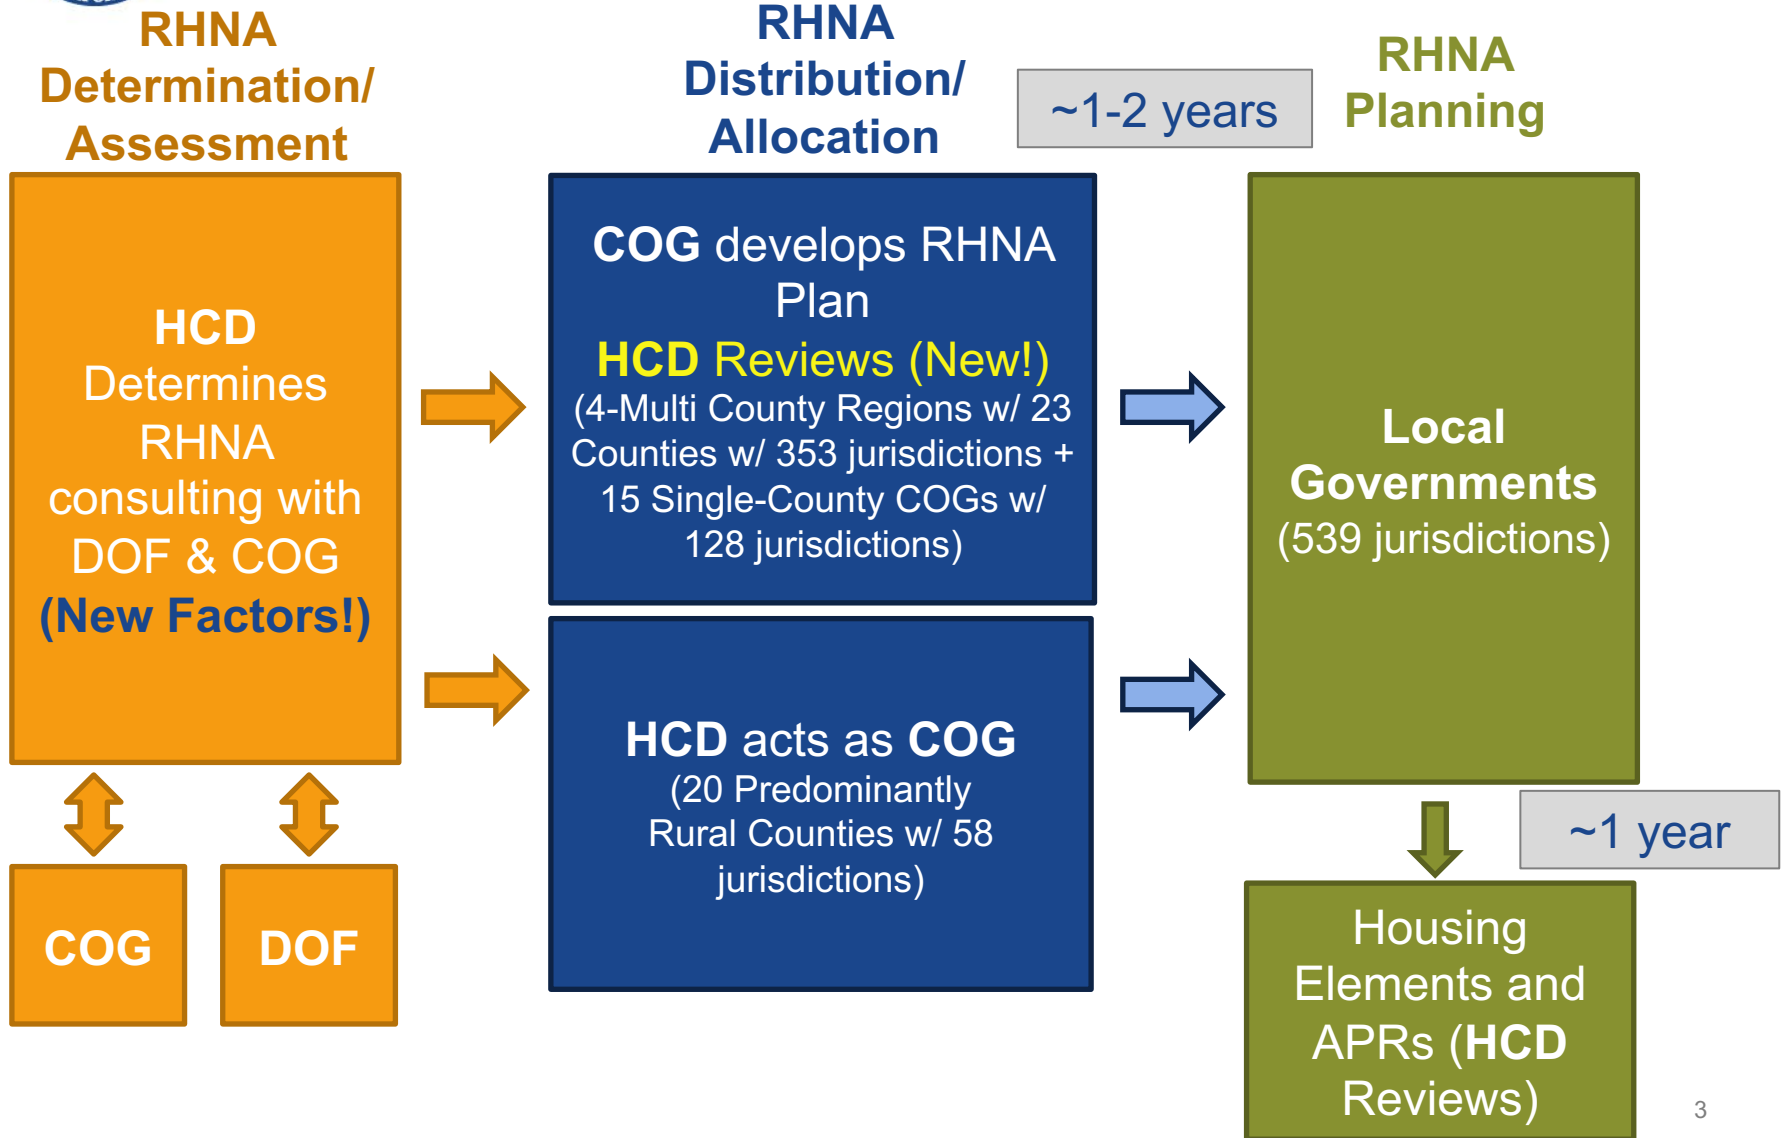 RHNA
Determination/
Assessment
HCD
Determines
RHNA
consulting with
DOF & COG
(New Factors!)
COG
DOF
RHNA
Distribution/
Allocation
~1-2 years
COG develops RHNA
Plan
HCD Reviews (New!)
(4-Multi County Regions w/ 23
Counties w/ 353 jurisdictions +
15 Single-County COGs w/
128 jurisdictions)
HCD acts as COG
(20 Predominantly
Rural Counties w/ 58
jurisdictions)
RHNA
Planning
Local
Governments
(539 jurisdictions)
~1 year
Housing
Elements and
APRs (HCD
Reviews)
3